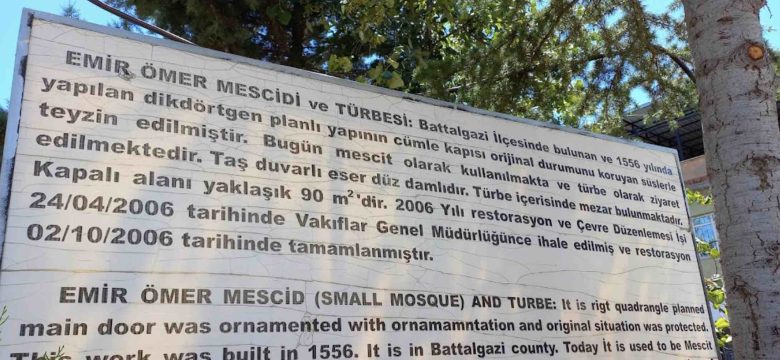 EMİR ÖMER MESCİDİ ve TÜRBESİ: Battalgazi İlçesinde bulunan ve 1556 yılında
yapılan dikdörtgen planlı yapının cümle kapısı orijinal durumunu koruyan süslerle
teyzin edilmiştir. Bugün mescit olarak kullanılmakta ve türbe olarak ziyaret
edilmektedir. Taş duvarlı eser düz damlıdır. Türbe içerisinde mezar bulunmaktadır.
Kapalı alanı yaklaşık 90 m²'dir. 2006 Yılı restorasyon ve Çevre Düzenlemesi İşi
24/04/2006 tarihinde Vakıflar Genel Müdürlüğünce ihale edilmiş ve restorasyon
02/10/2006 tarihinde tamamlanmıştır.
EMİR ÖMER MESCİD (SMALL MOSQUE) AND TURBE: It is rigt quadrangle planned
main door was ornamented with ornamamntation and original situation was protected.
This work was built in 1556. It is in Battalgazi county. Today It is used be Mescit